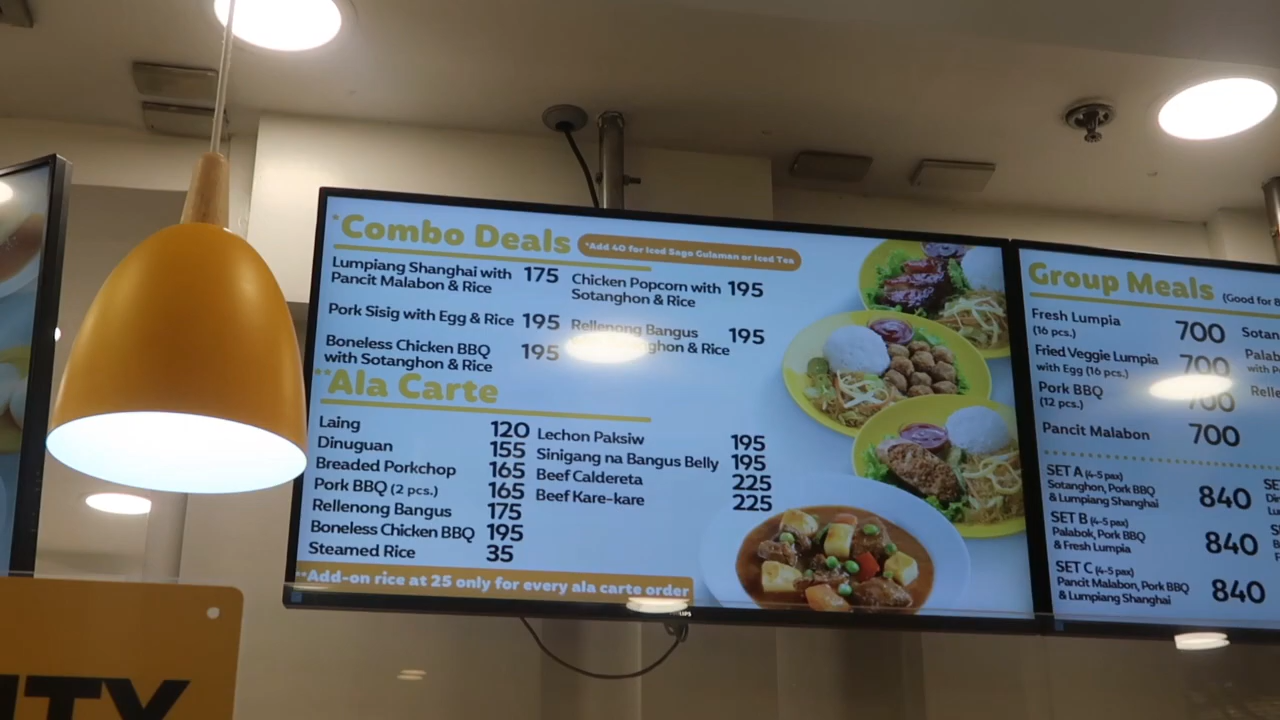 *Combo Deals
*Add 40 for Iced Sago Gulaman or Iced Tea
Lumpiang Shanghai with
Pancit Malabon & Rice 175
Pork Sisig with Egg & Rice 195
Boneless Chicken BBQ
with Sotanghon & Rice 195
Chicken Popcorn with
Sotanghon & Rice 195
Rellenong Bangus
& Rice 195
**Ala Carte
Laing 120
Dinuguan 155
Breaded Porkchop 165
Pork BBQ (2 pcs.) 165
Rellenong Bangus 175
Boneless Chicken BBQ 195
Steamed Rice 35
Lechon Paksiw 195
Sinigang na Bangus Belly 195
Beef Caldereta 225
Beef Kare-kare 225
**Add-on rice at 25 only for every ala carte order
Group Meals (Good for 8
Fresh Lumpia
(16 pcs.) 700
Fried Veggie Lumpia
with Egg (16 pcs.) 700
Pork BBQ
(12 pcs.) 700
Pancit Malabon 700
SET A (4-5 pax)
Sotanghon, Pork BBQ
& Lumpiang Shanghai 840
SET B (4-5 pax)
Palabok, Pork BBQ
& Fresh Lumpia 840
SET C (4-5 pax)
Pancit Malabon, Pork BBQ
& Lumpiang Shanghai 840